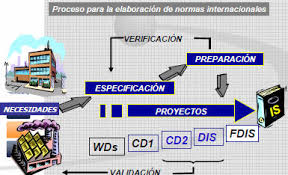 Proceso para la elaboración de normas internacionales
VERIFICACIÓN
PREPARACIÓN
ESPECIFICACIÓN
NECESIDADES
PROYECTOS
IS
WDs
CD1
CD2
DIS
FDIS
VALIDACIÓN